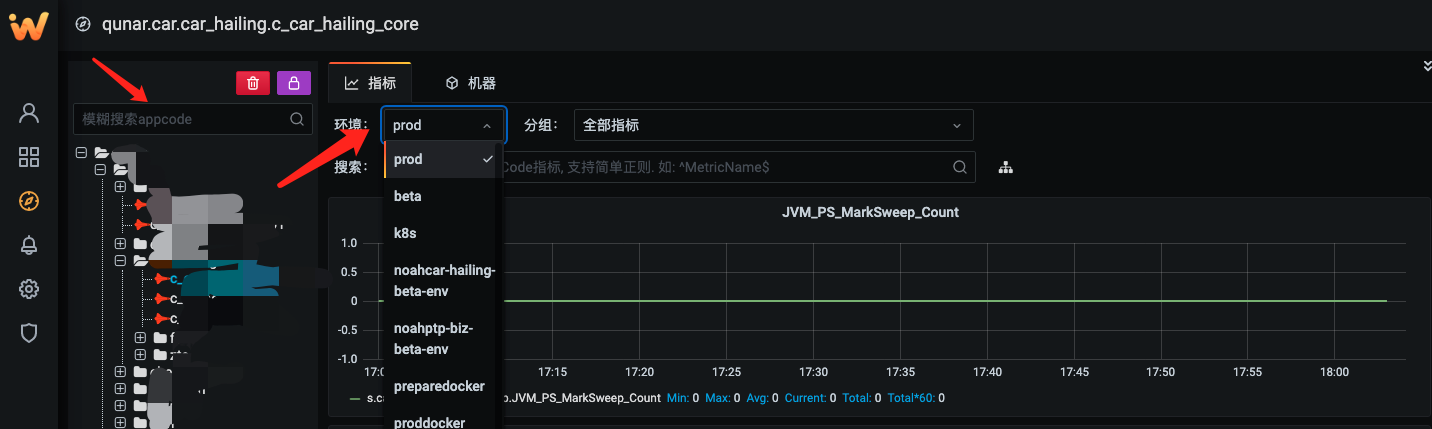 qunar.car.car_hailing.c_car_hailing_core
指标
机器
模糊搜索appcode
环境:
prod
分组:
全部指标
搜索:
Code指标, 支持简单正则. 如: ^MetricName$
prod
beta
k8s
noahcar-hailing-
beta-env
noahptp-biz-
beta-env
preparedocker
proddocker
JVM_PS_MarkSweep_Count
1.0
0.5
0
-0.5
-1.0
17:15
17:20
17:25
17:30
17:35
17:40
17:45
17:50
17:55
18:00
.JVM_PS_MarkSweep_Count Min: 0 Max: 0 Avg: 0 Current: 0 Total: 0 Total*60: 0